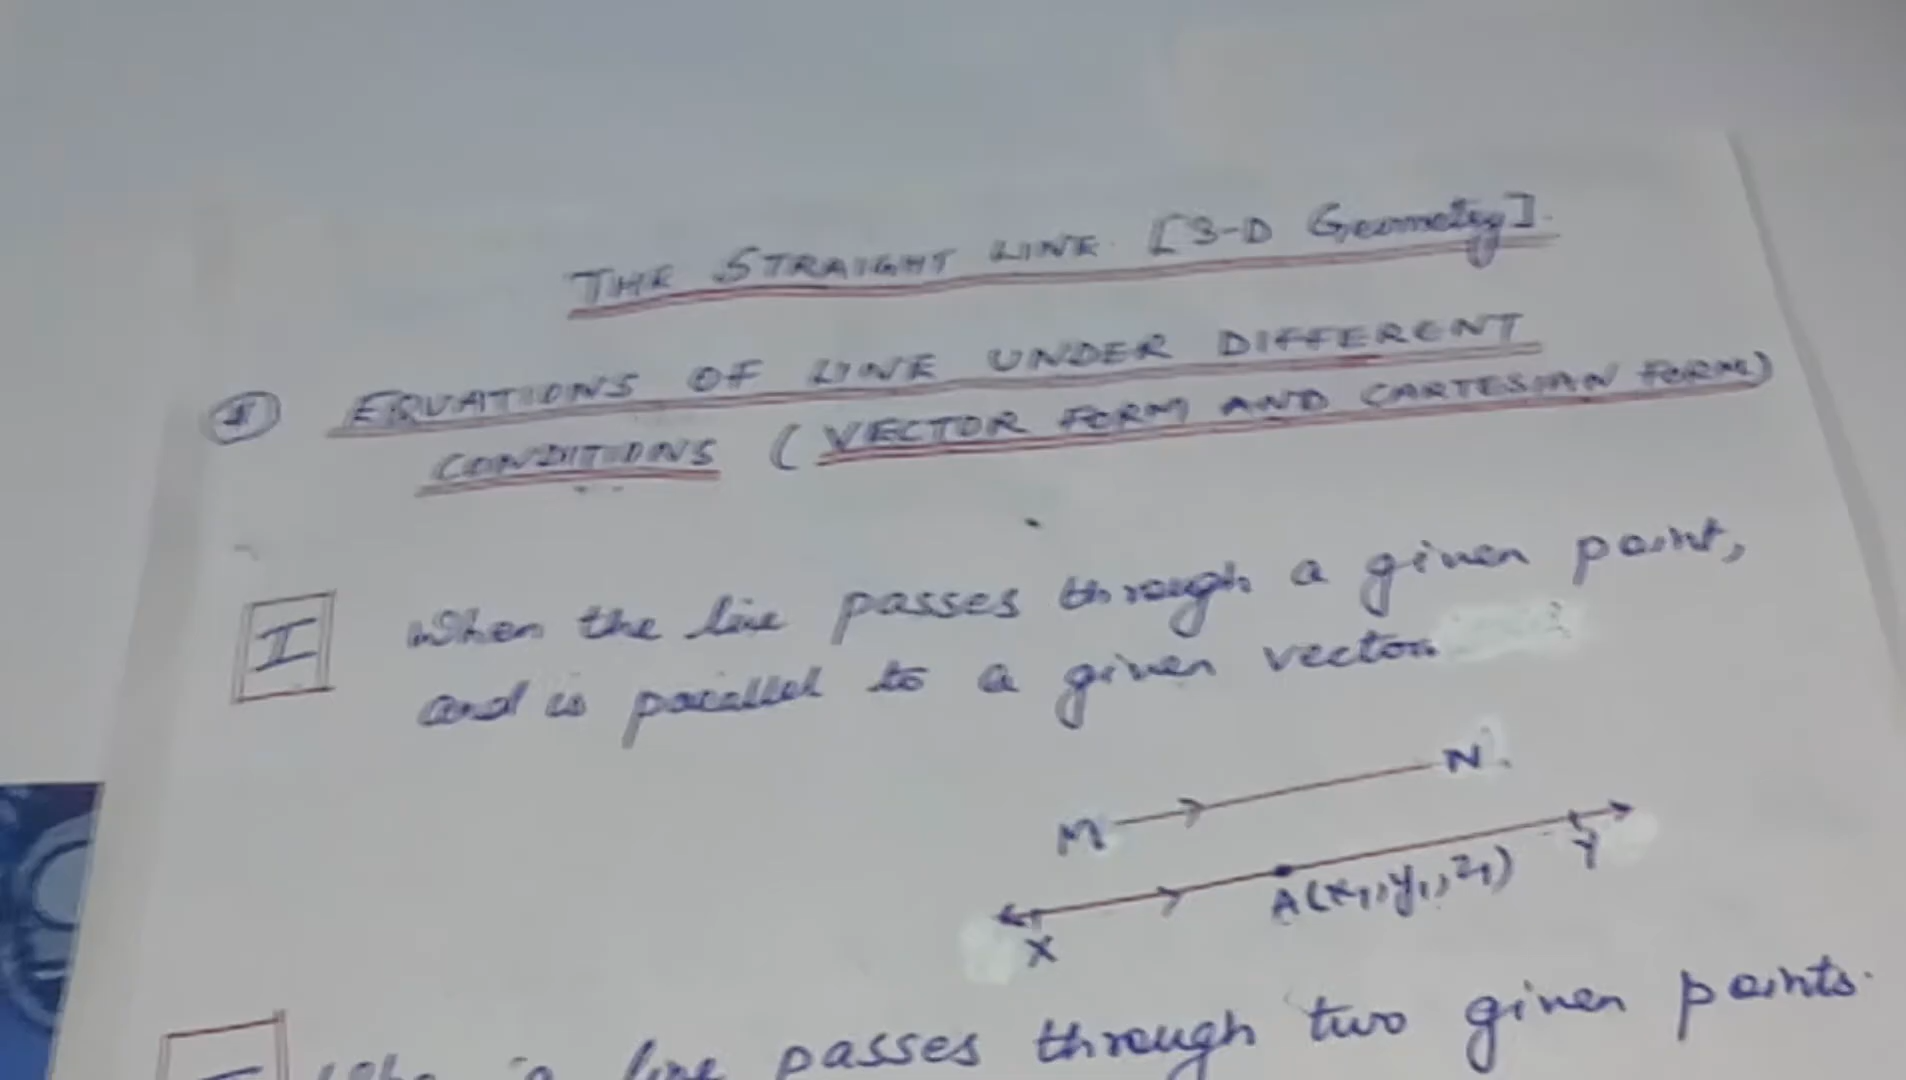 THE STRAIGHT LINE [3-D Geometry].
EQUATIONS OF LINE UNDER DIFFERENT
CONDITIONS (VECTOR FORM AND CARTESIAN FORM)
I When the line passes through a given point,
and is parallel to a given vector
M N.
A(x₁,y₁,z₁) Y
X
line passes through two given points.